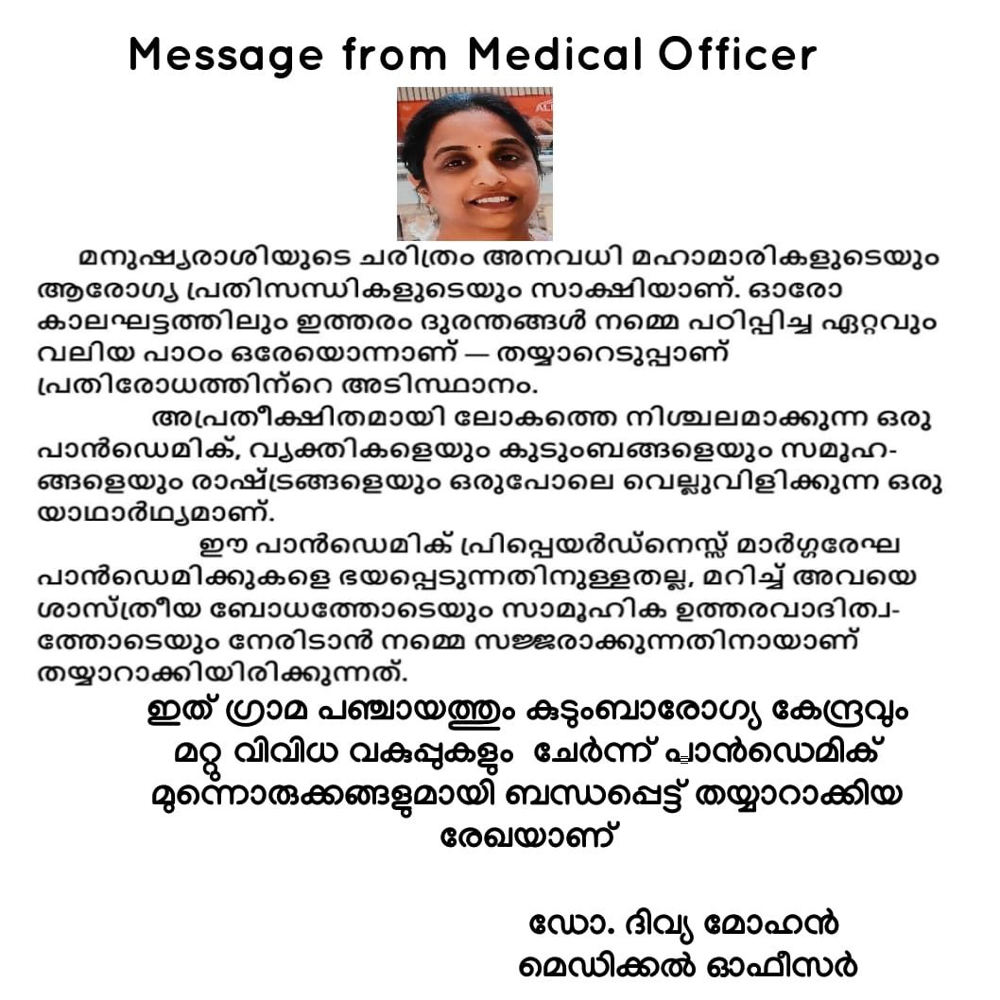 Message from Medical Officer
മനുഷ്യരാശിയുടെ ചരിത്രം അനവധി മഹാമാരികളുടെയും
ആരോഗ്യ പ്രതിസന്ധികളുടെയും സാക്ഷിയാണ്. ഓരോ
കാലഘട്ടത്തിലും ഇത്തരം ദുരന്തങ്ങൾ നമ്മെ പഠിപ്പിച്ച ഏറ്റവും
വലിയ പാഠം ഒരേയൊന്നാണ് — തയ്യാറെടുപ്പാണ്
പ്രതിരോധത്തിന്റെ അടിസ്ഥാനം.
അപ്രതീക്ഷിതമായി ലോകത്തെ നിശ്ചലമാക്കുന്ന ഒരു
പാൻഡെമിക്, വ്യക്തികളെയും കുടുംബങ്ങളെയും സമൂഹ-
ങ്ങളെയും രാഷ്ട്രങ്ങളെയും ഒരുപോലെ വെല്ലുവിളിക്കുന്ന ഒരു
യാഥാർഥ്യമാണ്.
ഈ പാൻഡെമിക് പ്രിപ്പെയർഡ്നെസ്സ് മാർഗ്ഗരേഘ
പാൻഡെമിക്കുകളെ ഭയപ്പെടുന്നതിനുള്ളതല്ല, മറിച്ച് അവയെ
ശാസ്ത്രീയ ബോധത്തോടെയും സാമൂഹിക ഉത്തരവാദിത്വ-
ത്തോടെയും നേരിടാൻ നമ്മെ സജ്ജരാക്കുന്നതിനായാണ്
തയ്യാറാക്കിയിരിക്കുന്നത്.
ഇത് ഗ്രാമ പഞ്ചായത്തും കുടുംബാരോഗ്യ കേന്ദ്രവും
മറ്റു വിവിധ വകുപ്പുകളും ചേർന്ന് പാൻഡെമിക്
മുന്നൊരുക്കങ്ങളുമായി ബന്ധപ്പെട്ട് തയ്യാറാക്കിയ
രേഖയാണ്
ഡോ. ദിവ്യ മോഹൻ
മെഡിക്കൽ ഓഫീസർ